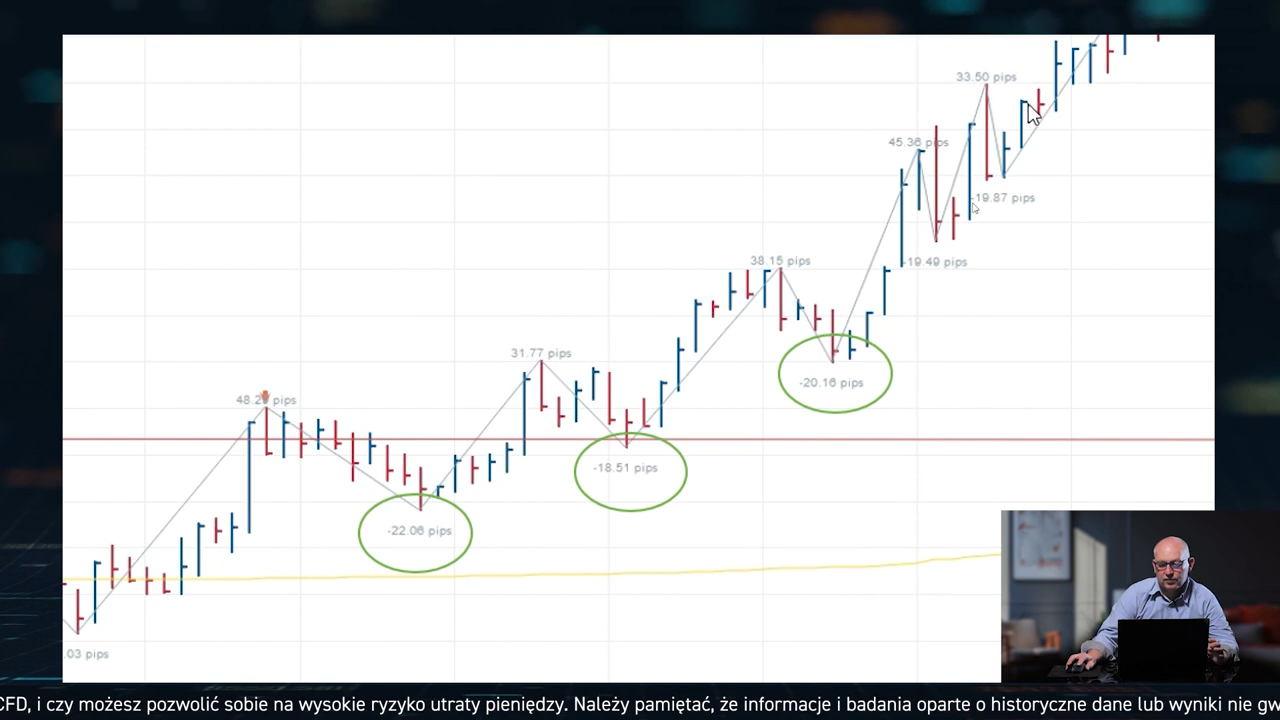 33.50 pips
45.36 pips
-19.87 pips
38.15 pips
-19.49 pips
31.77 pips
-20.16 pips
pips
-18.51 pips
-22.06 pips
.03 pips
CFD, i czy możesz pozwolić sobie na wysokie ryzyko utraty pieniędzy. Należy pamiętać, że informacje i badania oparte o historyczne dane lub wyniki nie gw